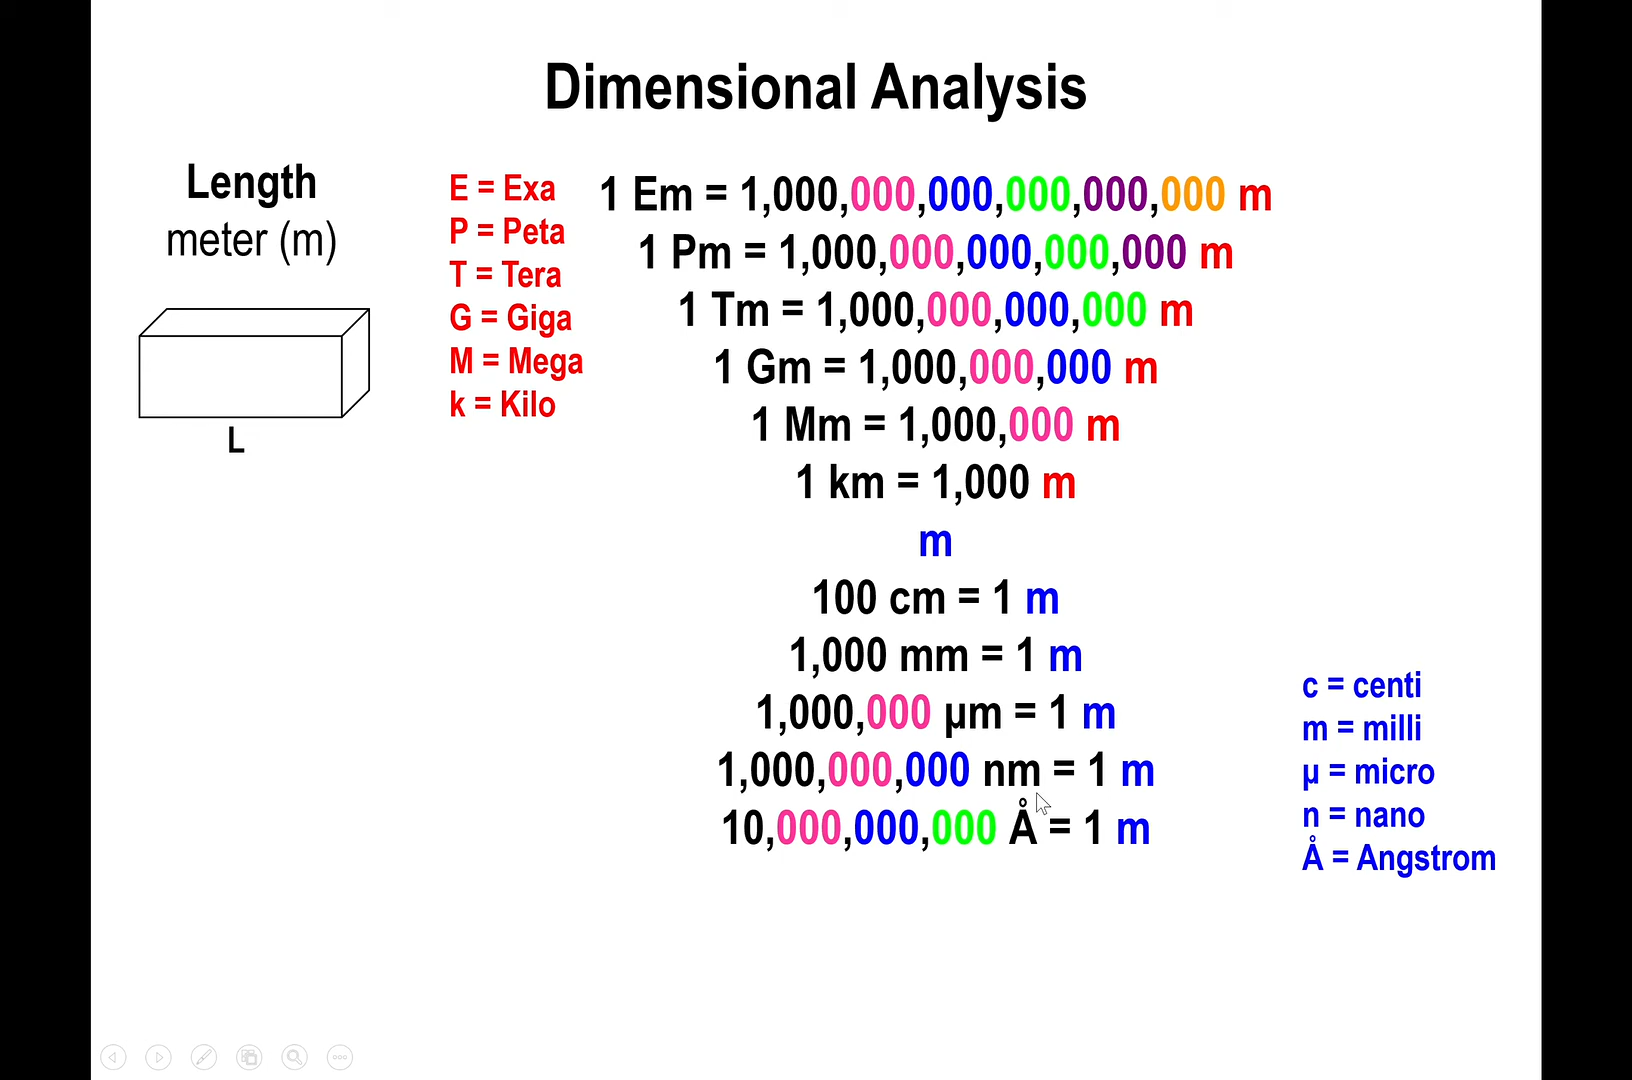 Dimensional Analysis
Length
meter (m)
L
E = Exa
P = Peta
T = Tera
G = Giga
M = Mega
k = Kilo
1 Em = 1,000,000,000,000,000,000 m
1 Pm = 1,000,000,000,000,000 m
1 Tm = 1,000,000,000,000 m
1 Gm = 1,000,000,000 m
1 Mm = 1,000,000 m
1 km = 1,000 m
m
100 cm = 1 m
1,000 mm = 1 m
1,000,000 µm = 1 m
1,000,000,000 nm = 1 m
10,000,000,000 Å = 1 m
c = centi
m = milli
µ = micro
n = nano
Å = Angstrom